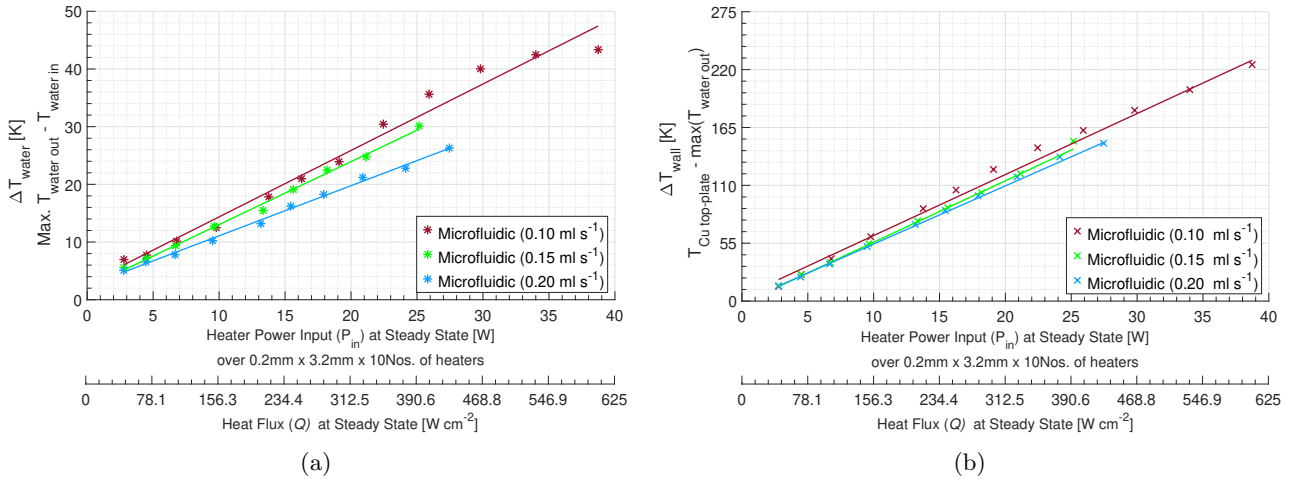 50
40
30
20
10
0
Δ T_water [K]
Max. T_water out - T_water in
Microfluidic (0.10 ml s^-1)
Microfluidic (0.15 ml s^-1)
Microfluidic (0.20 ml s^-1)
0 5 10 15 20 25 30 35 40
Heater Power Input (P_in) at Steady State [W]
over 0.2mm x 3.2mm x 10Nos. of heaters
0 78.1 156.3 234.4 312.5 390.6 468.8 546.9 625
Heat Flux (Q) at Steady State [W cm^-2]
(a)
275
220
165
110
55
0
Δ T_wall [K]
T_Cu top-plate - max(T_water out)
Microfluidic (0.10 ml s^-1)
Microfluidic (0.15 ml s^-1)
Microfluidic (0.20 ml s^-1)
0 5 10 15 20 25 30 35 40
Heater Power Input (P_in) at Steady State [W]
over 0.2mm x 3.2mm x 10Nos. of heaters
0 78.1 156.3 234.4 312.5 390.6 468.8 546.9 625
Heat Flux (Q) at Steady State [W cm^-2]
(b)